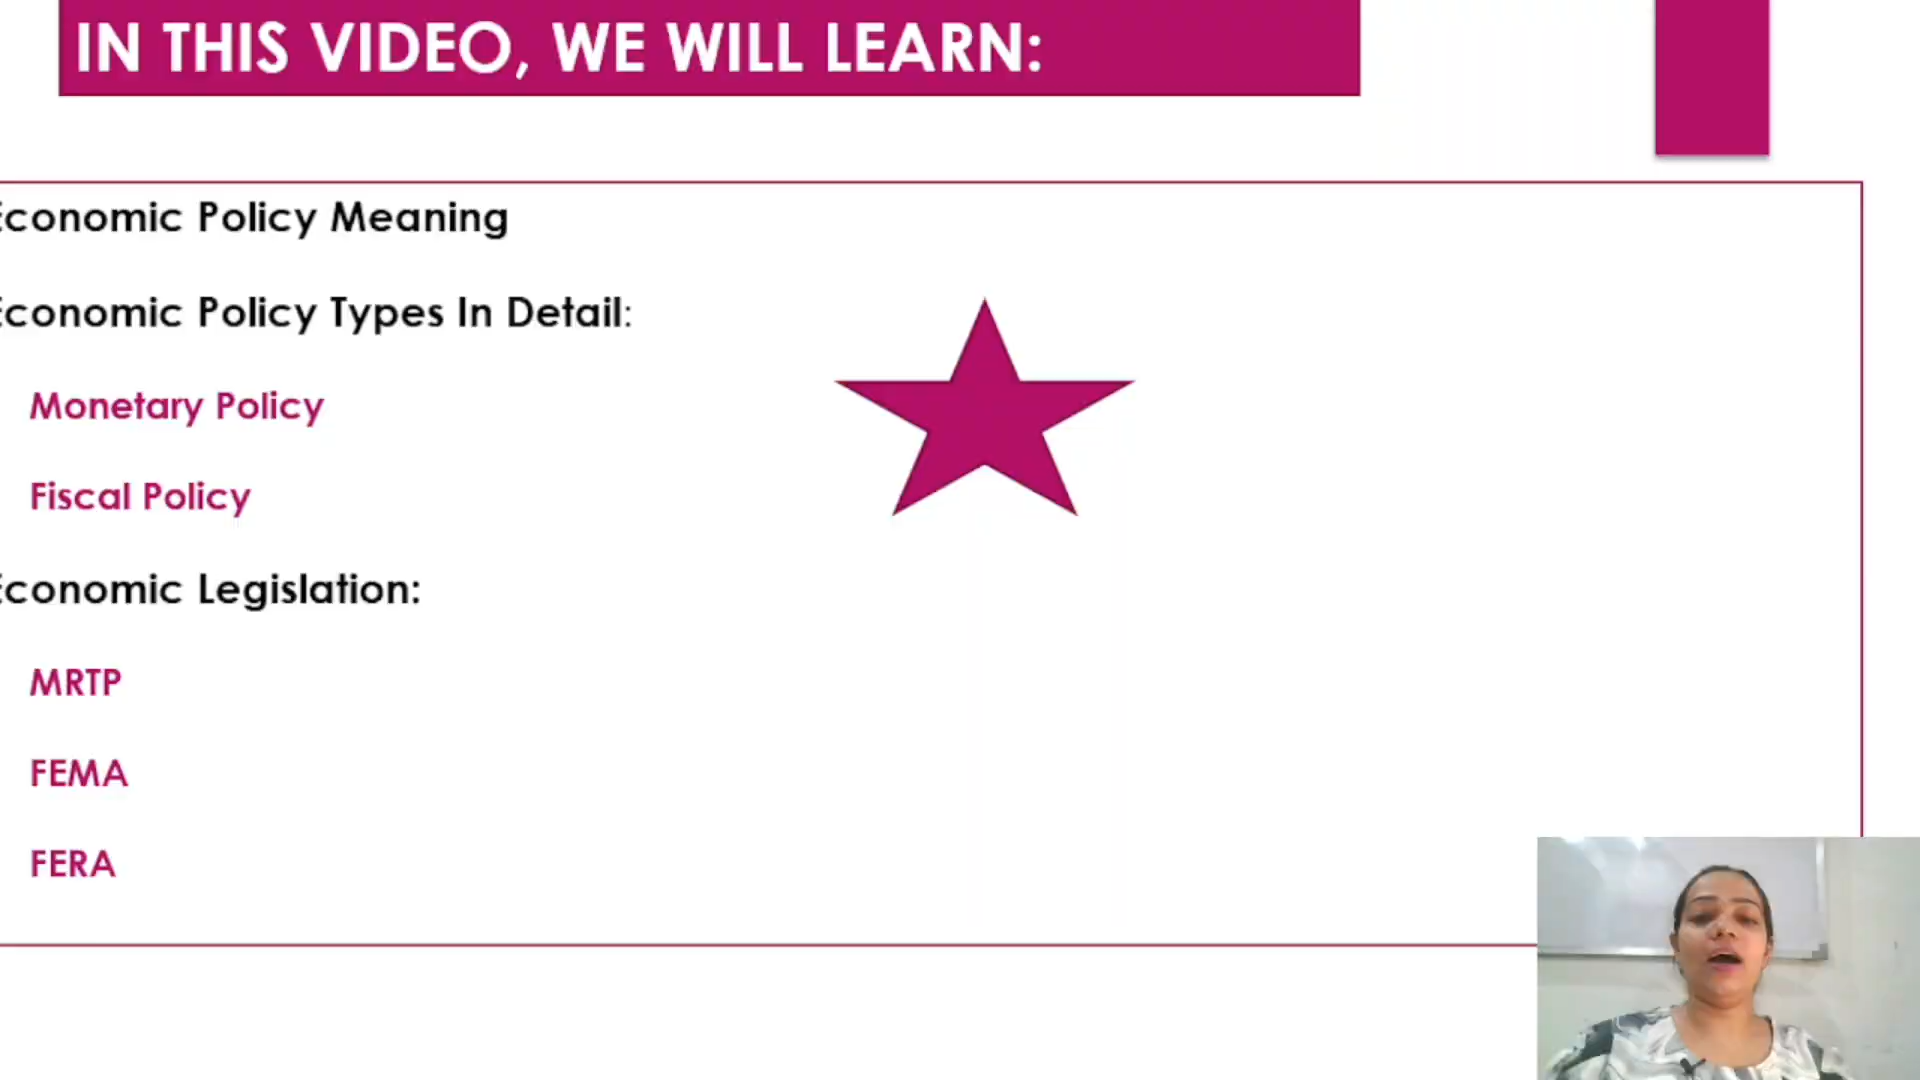 IN THIS VIDEO, WE WILL LEARN:
Economic Policy Meaning
Economic Policy Types In Detail:
Monetary Policy
Fiscal Policy
Economic Legislation:
MRTP
FEMA
FERA